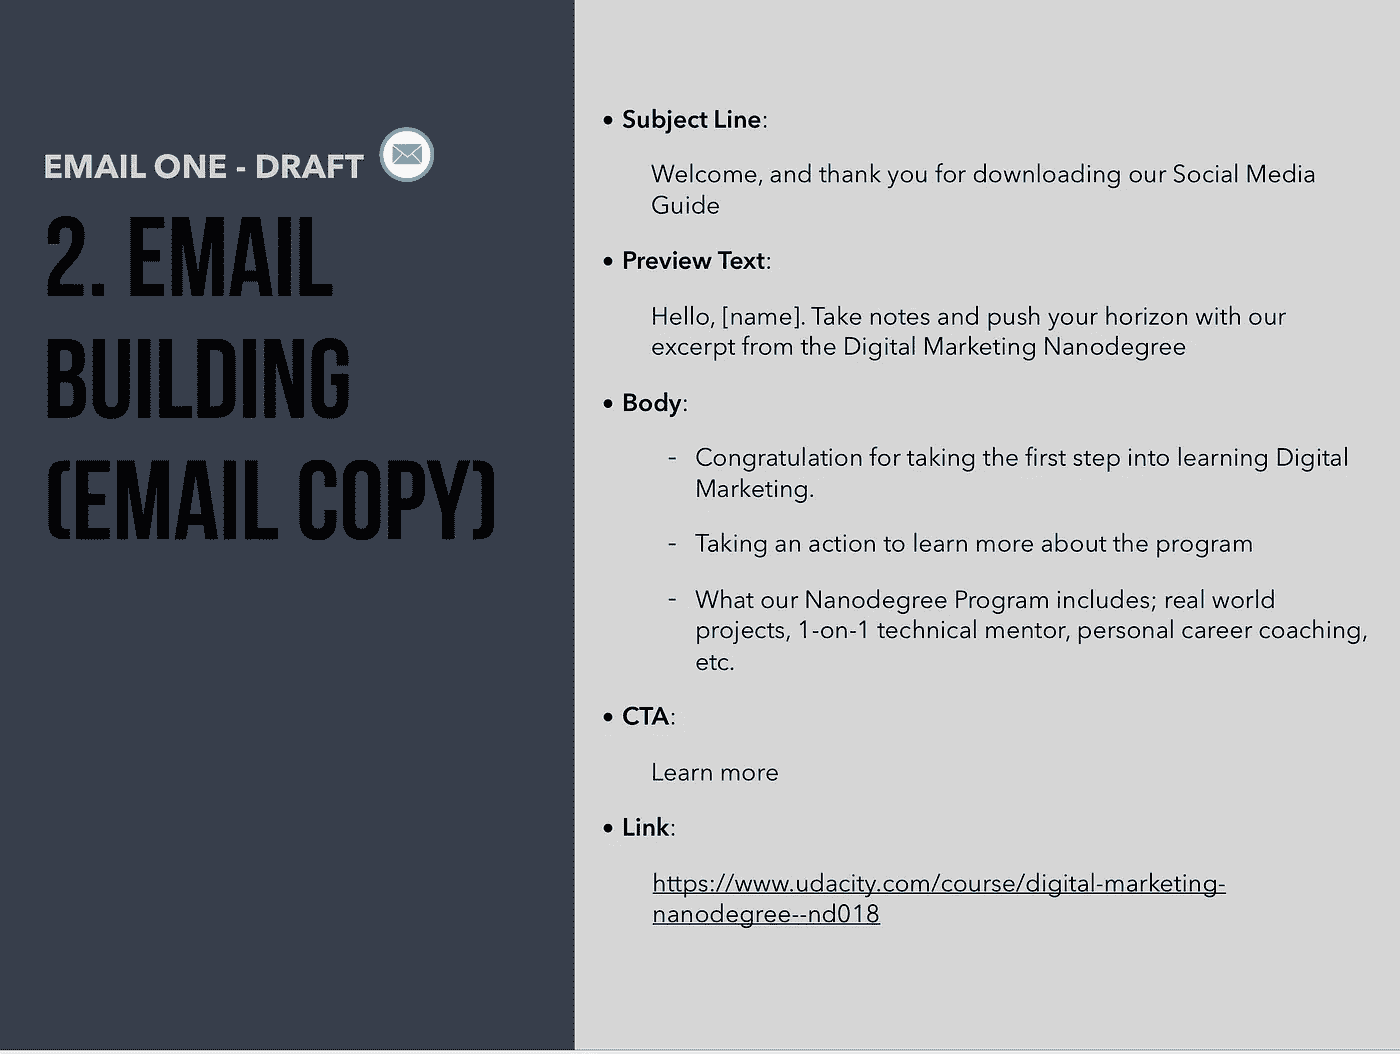 EMAIL ONE - DRAFT
2. EMAIL
BUILDING
(EMAIL COPY)
• Subject Line:
Welcome, and thank you for downloading our Social Media
Guide
• Preview Text:
Hello, [name]. Take notes and push your horizon with our
excerpt from the Digital Marketing Nanodegree
• Body:
- Congratulation for taking the first step into learning Digital
Marketing.
- Taking an action to learn more about the program
- What our Nanodegree Program includes; real world
projects, 1-on-1 technical mentor, personal career coaching,
etc.
• CTA:
Learn more
• Link:
https://www.udacity.com/course/digital-marketing-
nanodegree--nd018